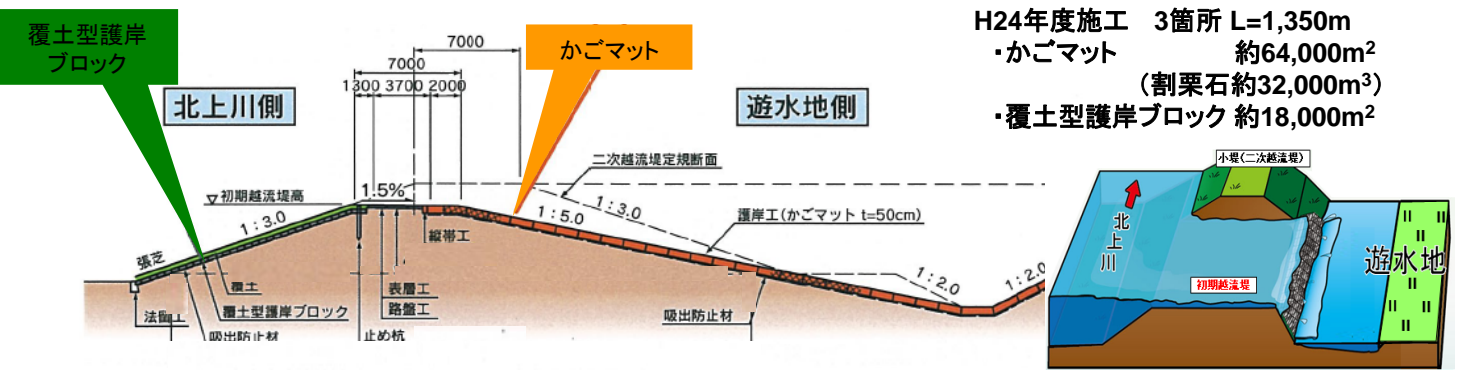 覆土型護岸
ブロック
かごマット
7000
7000
1300 3700 2000
北上川側
遊水地側
H24年度施工 3箇所 L=1,350m
・かごマット 約64,000m²
(割栗石約32,000m³)
・覆土型護岸ブロック 約18,000m²
二次越流堤定規断面
▽初期越流堤高
1.5%
1:3.0
1:5.0
1:3.0
護岸工(かごマット t=50cm)
縦帯工
張芝
覆土
覆土型護岸ブロック
吸出防止材
止め杭
表層工
路盤工
吸出防止材
1:2.0
1:2.0
小堤(二次越流堤)
北上川
初期越流堤
遊水地